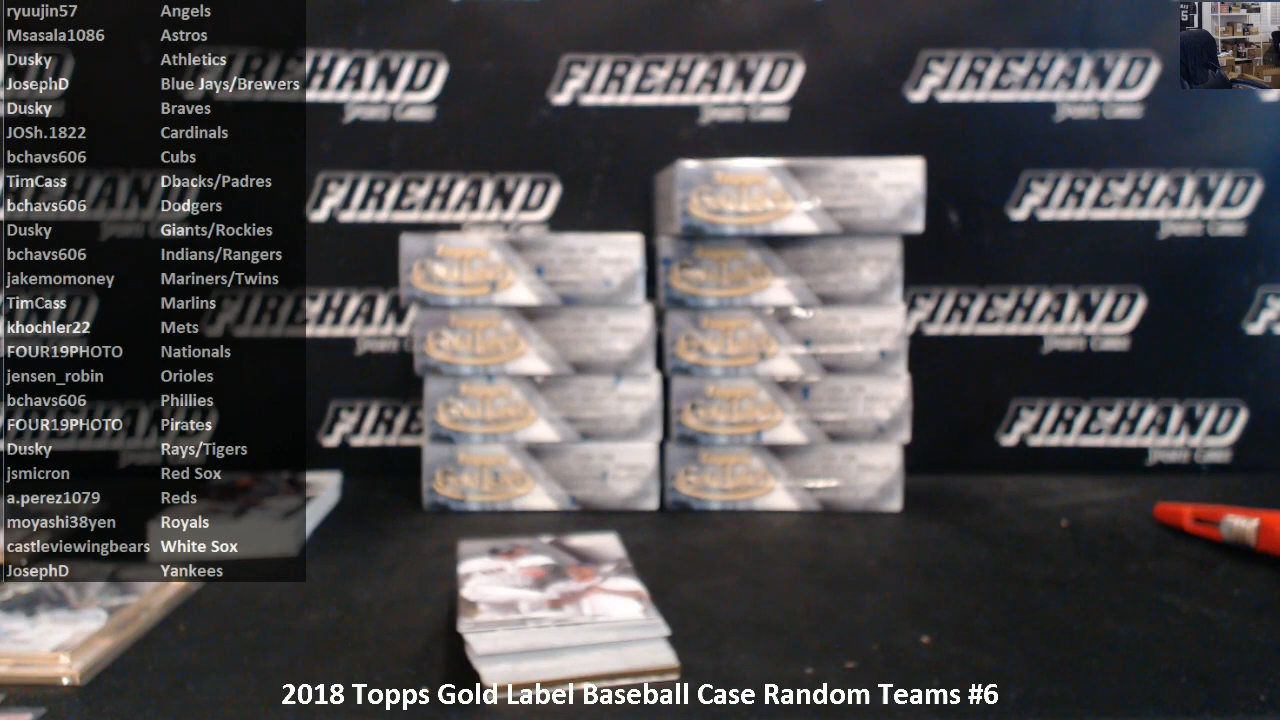 ryuujin57 Angels
Msasala1086 Astros
Dusky Athletics
JosephD Blue Jays/Brewers
Dusky Braves
JOSh.1822 Cardinals
bchavs606 Cubs
TimCass Dbacks/Padres
bchavs606 Dodgers
Dusky Giants/Rockies
bchavs606 Indians/Rangers
jakemomoney Mariners/Twins
TimCass Marlins
khochler22 Mets
FOUR19PHOTO Nationals
jensen_robin Orioles
bchavs606 Phillies
FOUR19PHOTO Pirates
Dusky Rays/Tigers
jsmicron Red Sox
a.perez1079 Reds
moyashi38yen Royals
castleviewingbears White Sox
JosephD Yankees
FIREHAND
FIREHAND
FIREHAND
FIREHAND
FIREHAND
FIREHAND
FIREHAND
FIREHAND
Topps
Gold Label
2018 Topps Gold Label Baseball Case Random Teams #6